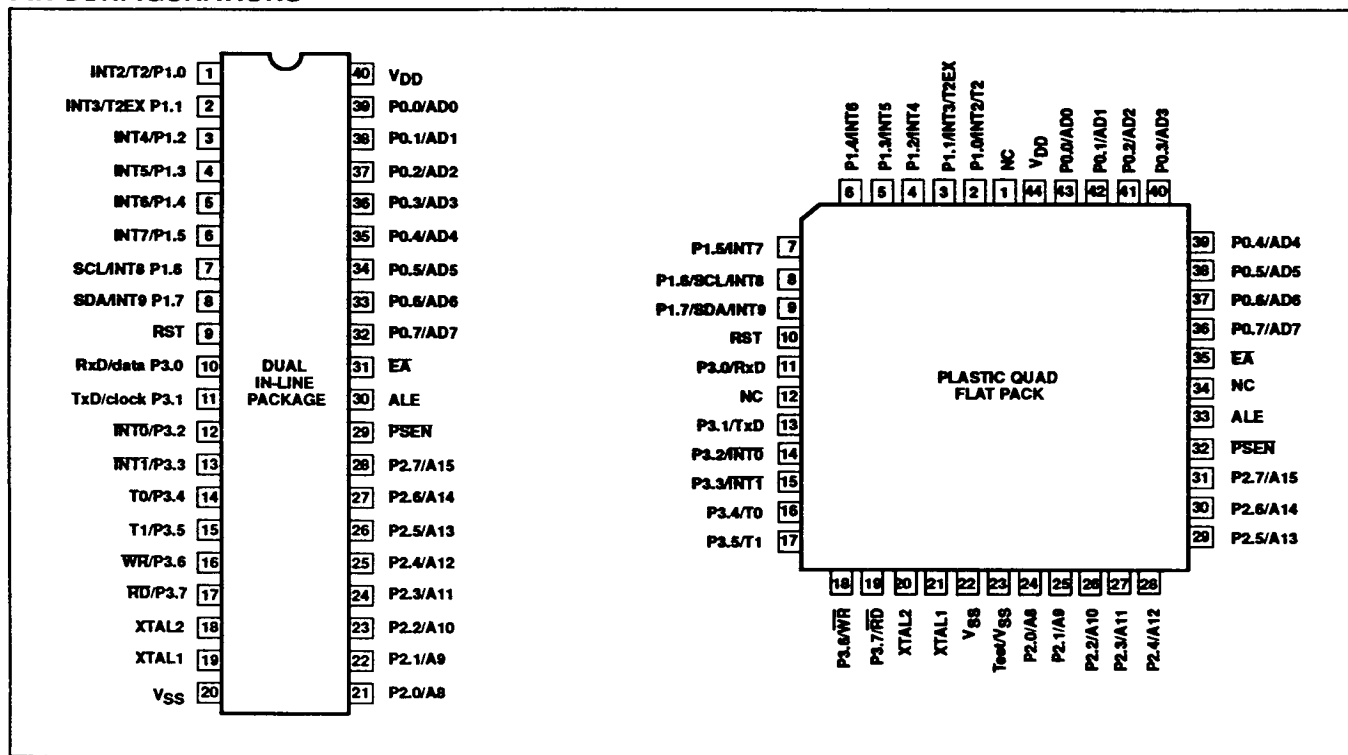 INT2/T2/P1.0 1
INT3/T2EX P1.1 2
INT4/P1.2 3
INT5/P1.3 4
INT6/P1.4 5
INT7/P1.5 6
SCL/INT8 P1.6 7
SDA/INT9 P1.7 8
RST 9
RxD/data P3.0 10
TxD/clock P3.1 11
I̅N̅T̅0̅/P3.2 12
I̅N̅T̅1̅/P3.3 13
T0/P3.4 14
T1/P3.5 15
W̅R̅/P3.6 16
R̅D̅/P3.7 17
XTAL2 18
XTAL1 19
VSS 20
DUAL
IN-LINE
PACKAGE
40 VDD
39 P0.0/AD0
38 P0.1/AD1
37 P0.2/AD2
36 P0.3/AD3
35 P0.4/AD4
34 P0.5/AD5
33 P0.6/AD6
32 P0.7/AD7
31 E̅A̅
30 ALE
29 P̅S̅E̅N̅
28 P2.7/A15
27 P2.6/A14
26 P2.5/A13
25 P2.4/A12
24 P2.3/A11
23 P2.2/A10
22 P2.1/A9
21 P2.0/A8
P1.4/INT6 6
P1.3/INT5 5
P1.2/INT4 4
P1.1/INT3/T2EX 3
P1.0/INT2/T2 2
NC 1
VDD 44
P0.0/AD0 43
P0.1/AD1 42
P0.2/AD2 41
P0.3/AD3 40
P1.5/INT7 7
P1.6/SCL/INT8 8
P1.7/SDA/INT9 9
RST 10
P3.0/RxD 11
NC 12
P3.1/TxD 13
P3.2/I̅N̅T̅0̅ 14
P3.3/I̅N̅T̅1̅ 15
P3.4/T0 16
P3.5/T1 17
PLASTIC QUAD
FLAT PACK
39 P0.4/AD4
38 P0.5/AD5
37 P0.6/AD6
36 P0.7/AD7
35 E̅A̅
34 NC
33 ALE
32 P̅S̅E̅N̅
31 P2.7/A15
30 P2.6/A14
29 P2.5/A13
18 P3.6/W̅R̅
19 P3.7/R̅D̅
20 XTAL2
21 XTAL1
22 VSS
23 Test/VSS
24 P2.0/A8
25 P2.1/A9
26 P2.2/A10
27 P2.3/A11
28 P2.4/A12